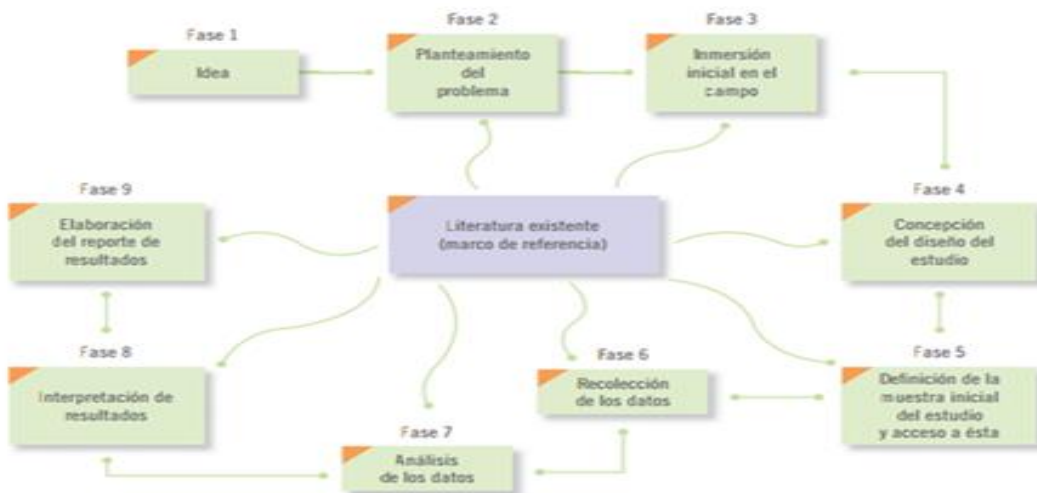 Fase 1
Idea
Fase 2
Planteamiento
del
problema
Fase 3
Inmersión
inicial en el
campo
Fase 4
Concepción
del diseño del
estudio
Fase 5
Definición de la
muestra inicial
del estudio
y acceso a ésta
Fase 6
Recolección
de los datos
Fase 7
Análisis
de los datos
Fase 8
Interpretación de
resultados
Fase 9
Elaboración
del reporte de
resultados
Literatura existente
(marco de referencia)